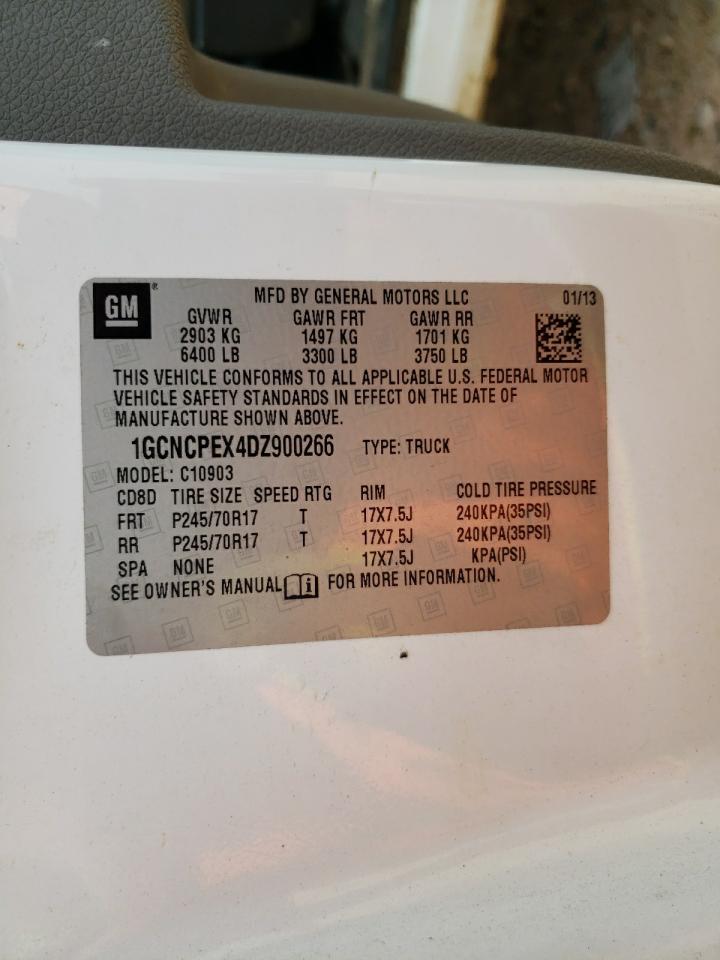 GM®
MFD BY GENERAL MOTORS LLC 01/13
GVWR GAWR FRT GAWR RR
2903 KG 1497 KG 1701 KG
6400 LB 3300 LB 3750 LB
THIS VEHICLE CONFORMS TO ALL APPLICABLE U.S. FEDERAL MOTOR
VEHICLE SAFETY STANDARDS IN EFFECT ON THE DATE OF
MANUFACTURE SHOWN ABOVE.
1GCNCPEX4DZ900266 TYPE: TRUCK
MODEL: C10903
CD8D TIRE SIZE SPEED RTG RIM COLD TIRE PRESSURE
FRT P245/70R17 T 17X7.5J 240KPA(35PSI)
RR P245/70R17 T 17X7.5J 240KPA(35PSI)
SPA NONE 17X7.5J KPA(PSI)
SEE OWNER'S MANUAL i FOR MORE INFORMATION.